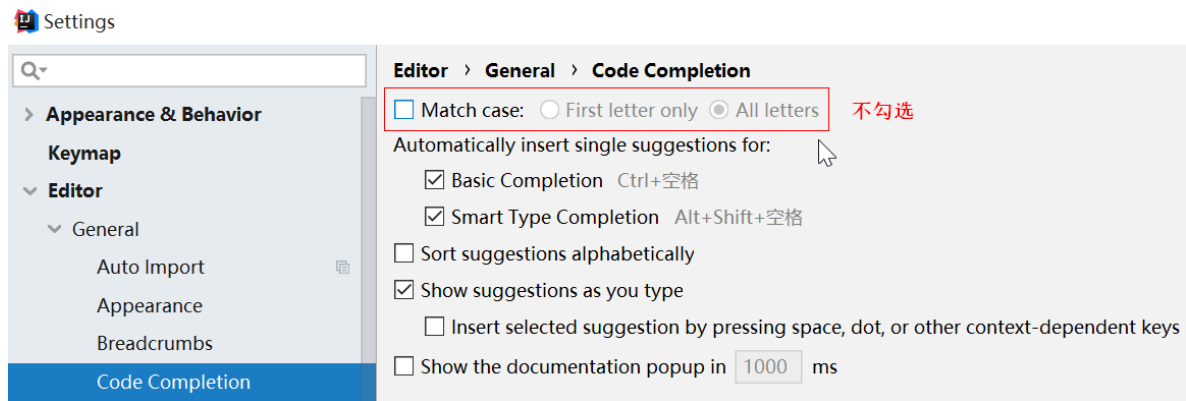 Settings
Appearance & Behavior
Keymap
Editor
General
Auto Import
Appearance
Breadcrumbs
Code Completion
Editor > General > Code Completion
Match case: First letter only All letters 不勾选
Automatically insert single suggestions for:
Basic Completion Ctrl+空格
Smart Type Completion Alt+Shift+空格
Sort suggestions alphabetically
Show suggestions as you type
Insert selected suggestion by pressing space, dot, or other context-dependent keys
Show the documentation popup in 1000 ms